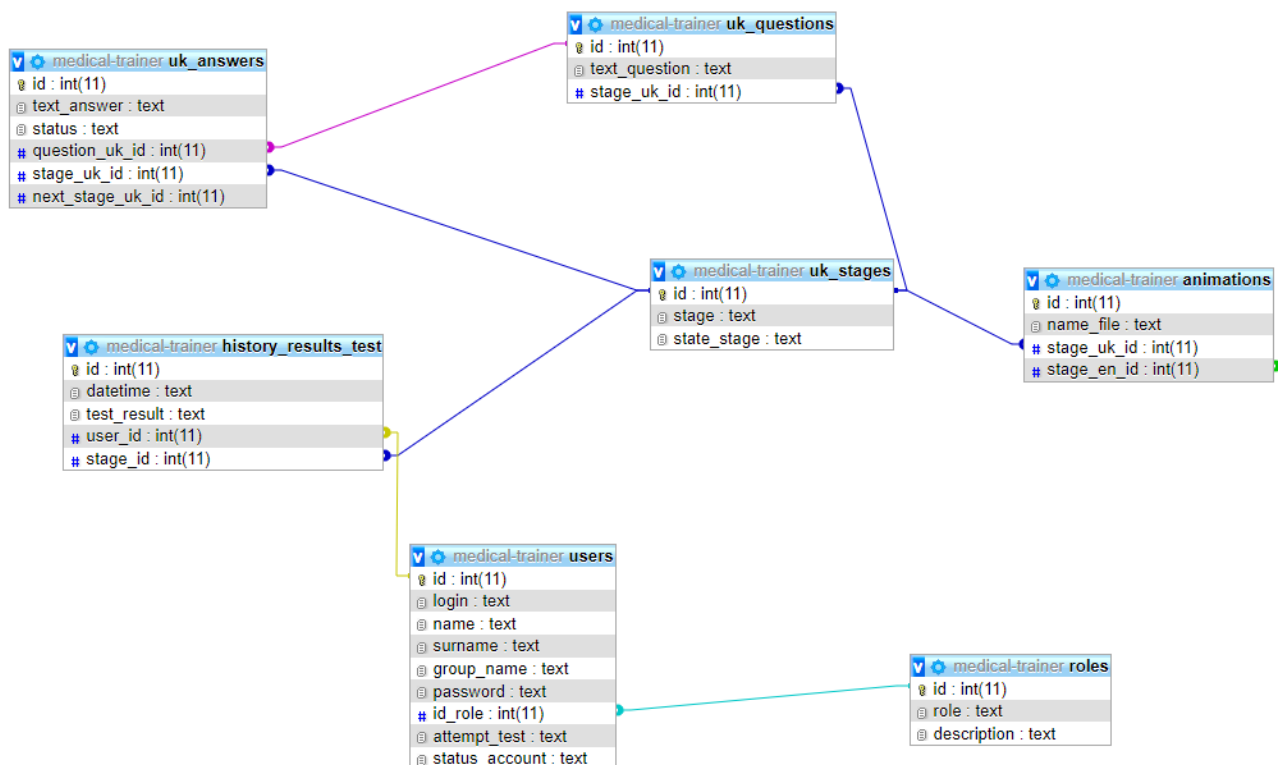 medical-trainer uk_questions
id : int(11)
text_question : text
stage_uk_id : int(11)
medical-trainer uk_answers
id : int(11)
text_answer : text
status : text
question_uk_id : int(11)
stage_uk_id : int(11)
next_stage_uk_id : int(11)
medical-trainer uk_stages
id : int(11)
stage : text
state_stage : text
medical-trainer animations
id : int(11)
name_file : text
stage_uk_id : int(11)
stage_en_id : int(11)
medical-trainer history_results_test
id : int(11)
datetime : text
test_result : text
user_id : int(11)
stage_id : int(11)
medical-trainer users
id : int(11)
login : text
name : text
surname : text
group_name : text
password : text
id_role : int(11)
attempt_test : text
status_account : text
medical-trainer roles
id : int(11)
role : text
description : text